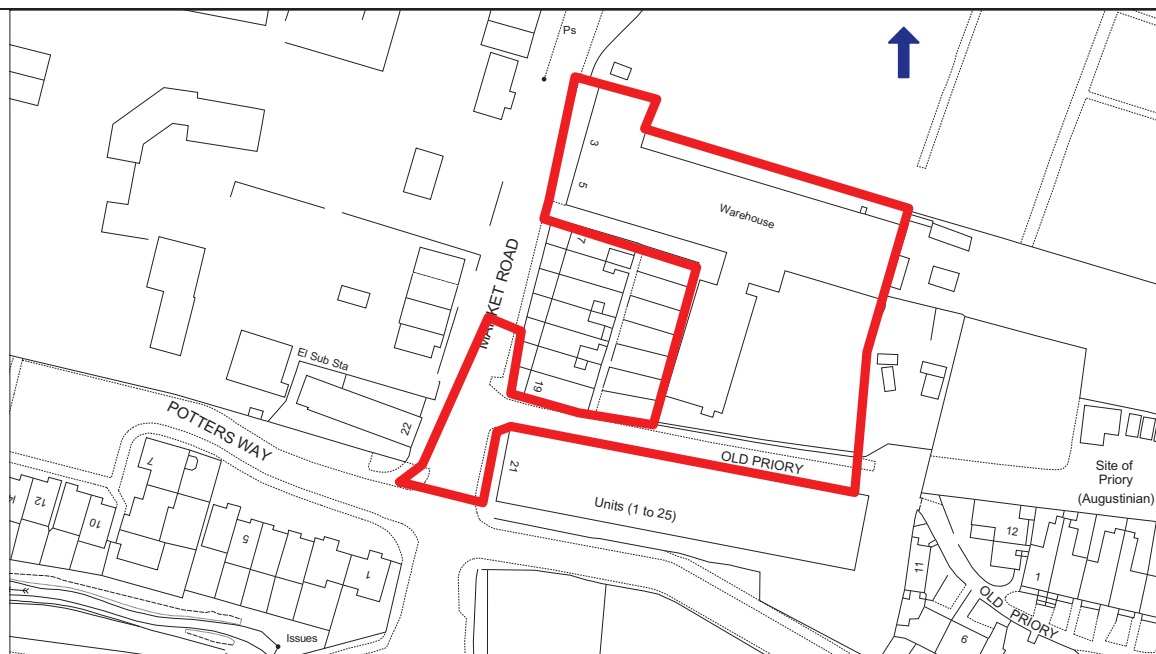 Ps
3
5
Warehouse
7
MARKET ROAD
El Sub Sta
19
22
POTTERS WAY
21
OLD PRIORY
Units (1 to 25)
Site of
Priory
(Augustinian)
7
12
14
10
5
1
12
11
1
OLD PRIORY
6
Issues